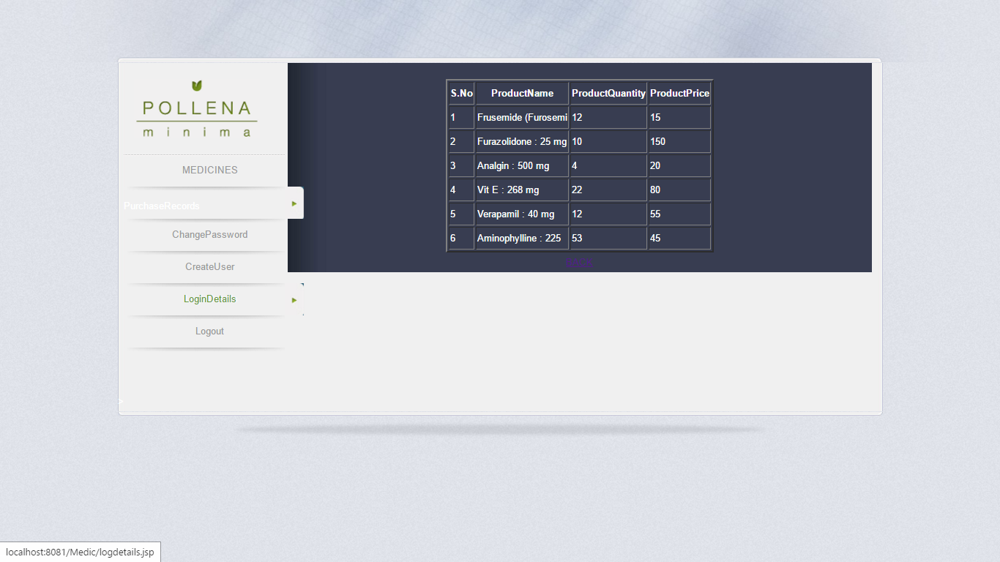 POLLENA
minima
MEDICINES
PurchaseRecords
ChangePassword
CreateUser
LoginDetails
Logout
>
S.No ProductName ProductQuantity ProductPrice
1 Frusemide (Furosemi 12 15
2 Furazolidone : 25 mg 10 150
3 Analgin : 500 mg 4 20
4 Vit E : 268 mg 22 80
5 Verapamil : 40 mg 12 55
6 Aminophylline : 225 53 45
BACK
localhost:8081/Medic/logdetails.jsp